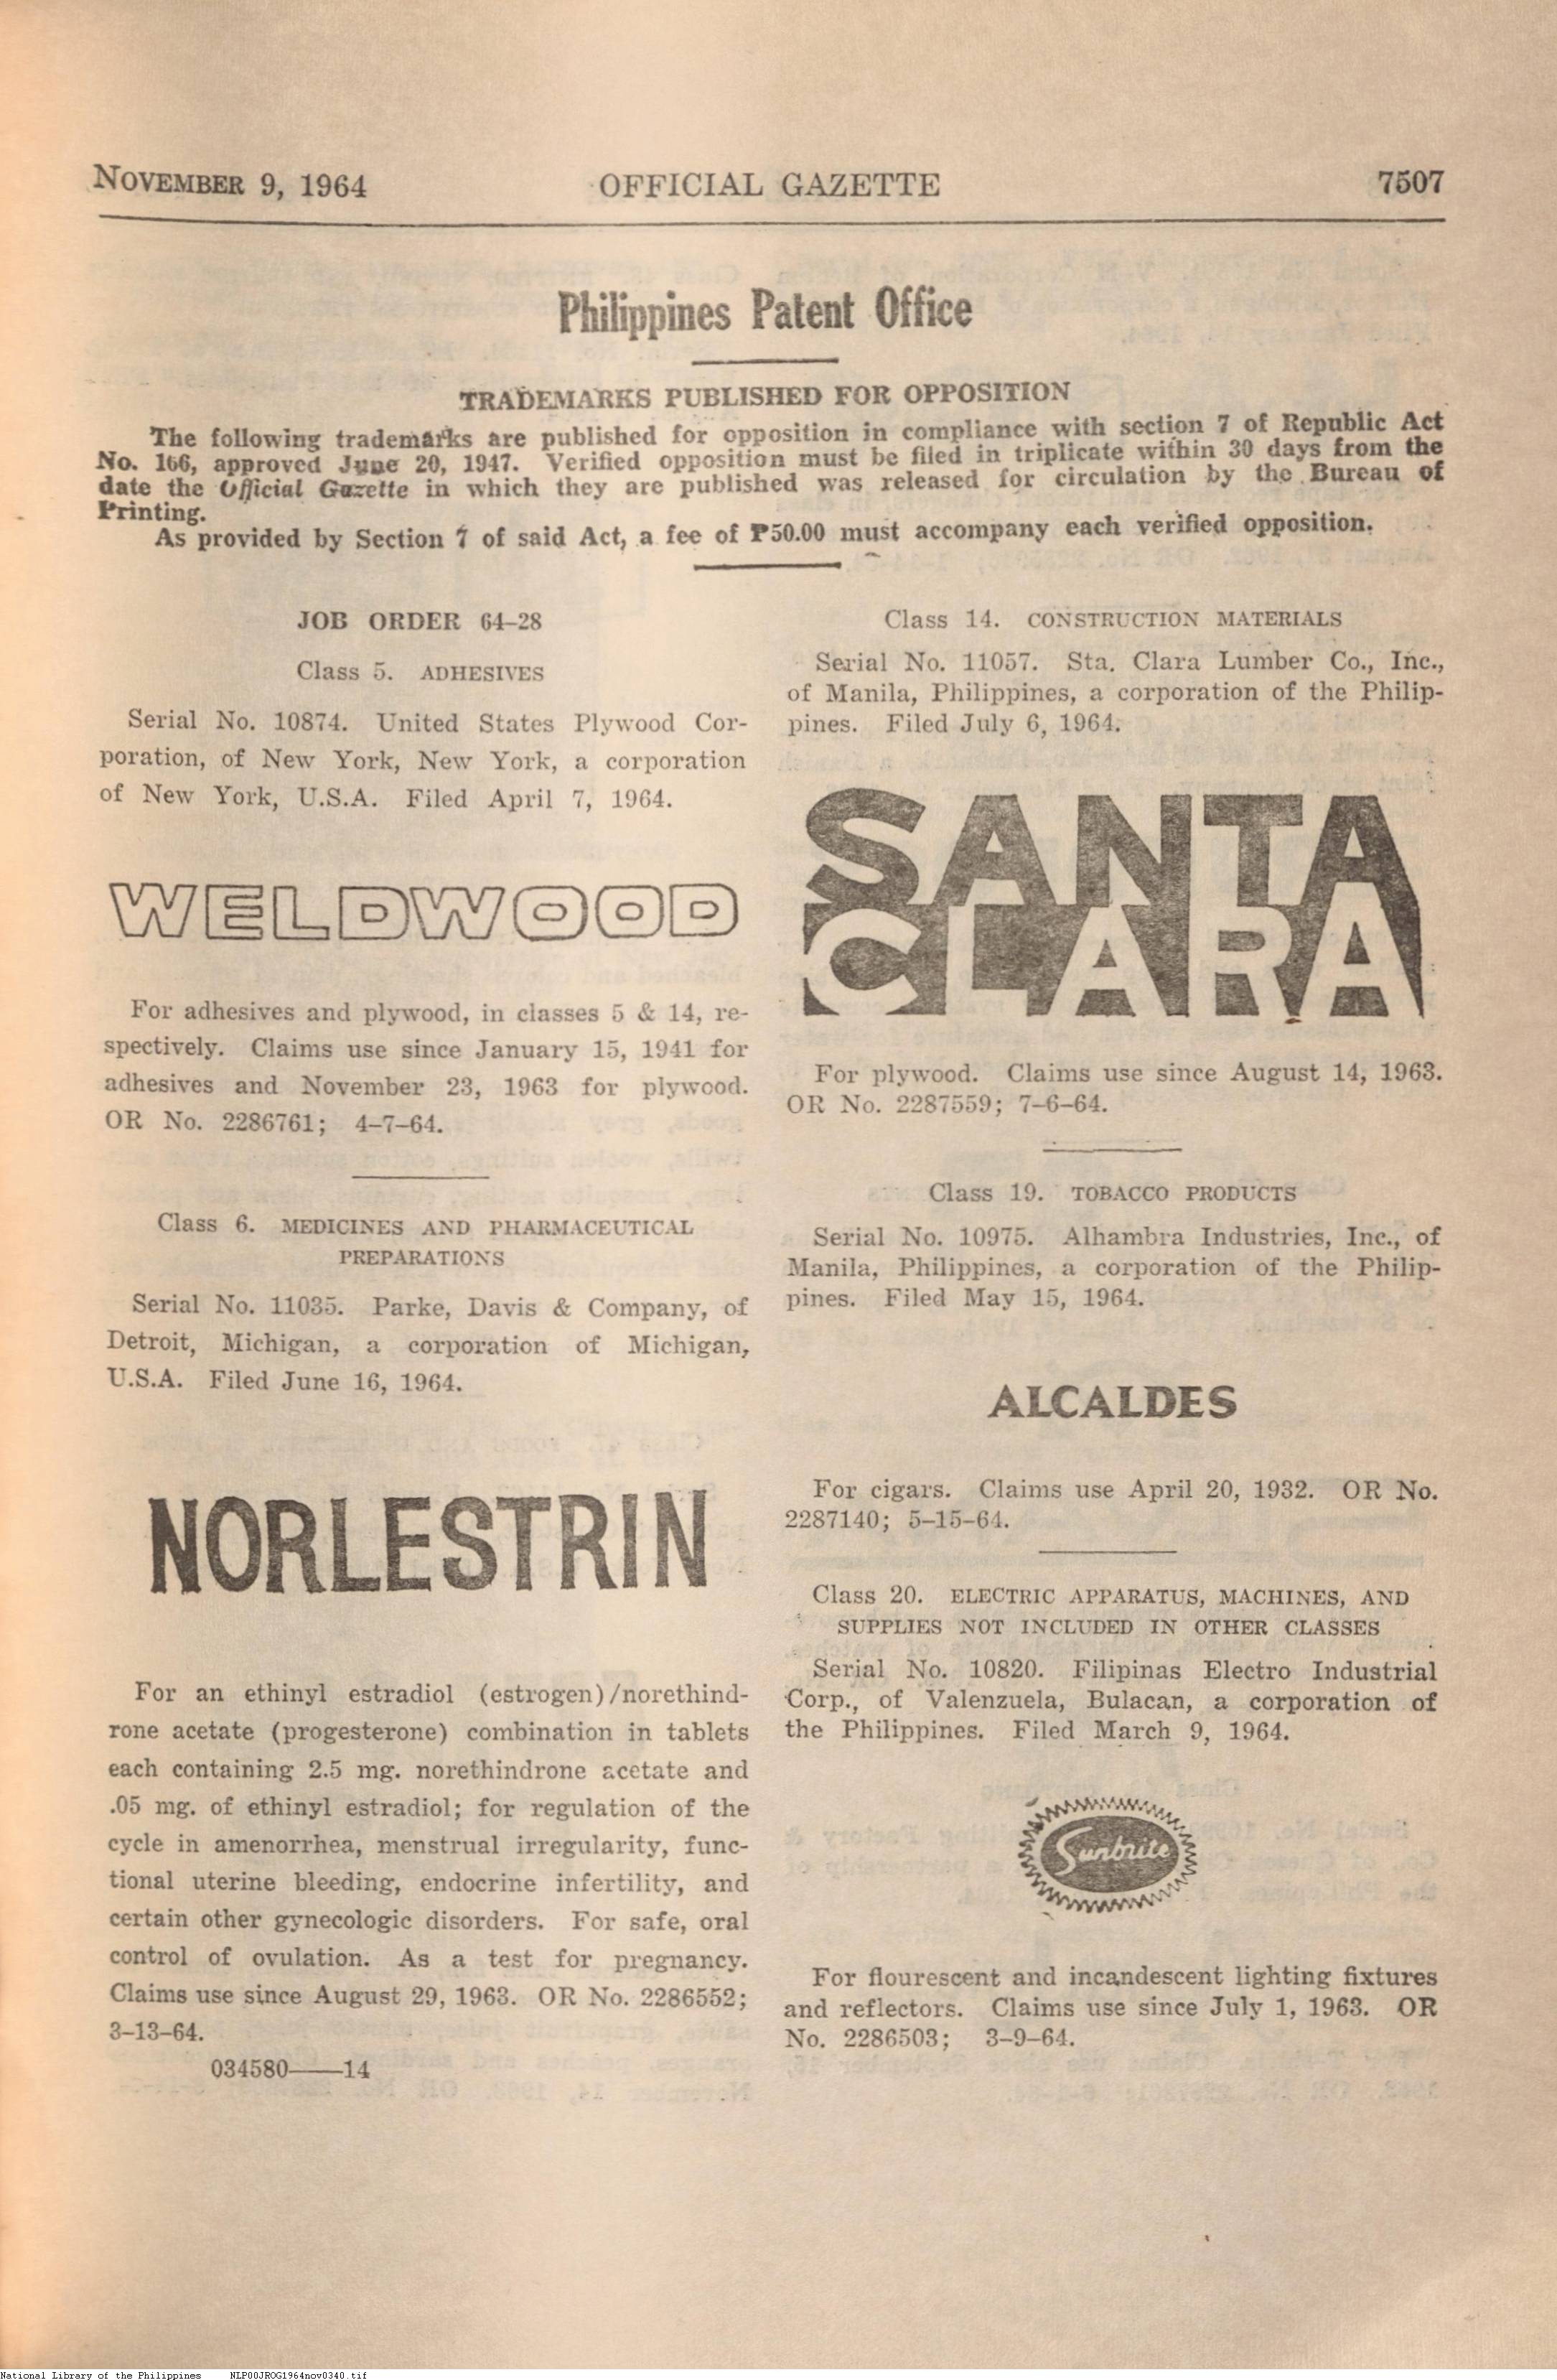 NOVEMBER 9, 1964 OFFICIAL GAZETTE 7507
Philippines Patent Office
TRADEMARKS PUBLISHED FOR OPPOSITION
The following trademarks are published for opposition in compliance with section 7 of Republic Act
No. 166, approved June 20, 1947. Verified opposition must be filed in triplicate within 30 days from the
date the Official Gazette in which they are published was released for circulation by the Bureau of
Printing.
As provided by Section 7 of said Act, a fee of ₱50.00 must accompany each verified opposition.
JOB ORDER 64–28
Class 5. ADHESIVES
Serial No. 10874. United States Plywood Cor-
poration, of New York, New York, a corporation
of New York, U.S.A. Filed April 7, 1964.
WELDWOOD
For adhesives and plywood, in classes 5 & 14, re-
spectively. Claims use since January 15, 1941 for
adhesives and November 23, 1963 for plywood.
OR No. 2286761; 4–7–64.
Class 6. MEDICINES AND PHARMACEUTICAL
PREPARATIONS
Serial No. 11035. Parke, Davis & Company, of
Detroit, Michigan, a corporation of Michigan,
U.S.A. Filed June 16, 1964.
NORLESTRIN
For an ethinyl estradiol (estrogen)/norethind-
rone acetate (progesterone) combination in tablets
each containing 2.5 mg. norethindrone acetate and
.05 mg. of ethinyl estradiol; for regulation of the
cycle in amenorrhea, menstrual irregularity, func-
tional uterine bleeding, endocrine infertility, and
certain other gynecologic disorders. For safe, oral
control of ovulation. As a test for pregnancy.
Claims use since August 29, 1963. OR No. 2286552;
3–13–64.
034580——14
Class 14. CONSTRUCTION MATERIALS
Serial No. 11057. Sta. Clara Lumber Co., Inc.,
of Manila, Philippines, a corporation of the Philip-
pines. Filed July 6, 1964.
SANTA
CLARA
For plywood. Claims use since August 14, 1963.
OR No. 2287559; 7–6–64.
Class 19. TOBACCO PRODUCTS
Serial No. 10975. Alhambra Industries, Inc., of
Manila, Philippines, a corporation of the Philip-
pines. Filed May 15, 1964.
ALCALDES
For cigars. Claims use April 20, 1932. OR No.
2287140; 5–15–64.
Class 20. ELECTRIC APPARATUS, MACHINES, AND
SUPPLIES NOT INCLUDED IN OTHER CLASSES
Serial No. 10820. Filipinas Electro Industrial
Corp., of Valenzuela, Bulacan, a corporation of
the Philippines. Filed March 9, 1964.
Sunbrite
For flourescent and incandescent lighting fixtures
and reflectors. Claims use since July 1, 1963. OR
No. 2286503; 3–9–64.
National Library of the Philippines NLP00JROG1964nov0340.tif